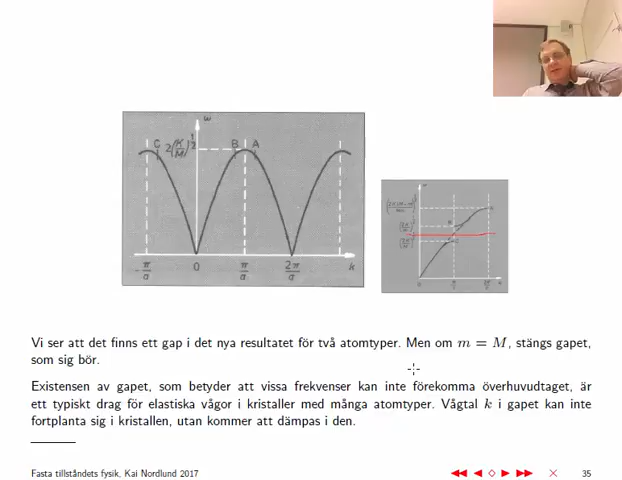 ω
C 2(K/M)^1/2 B A
-π/a 0 π/a 2π/a k
Vi ser att det finns ett gap i det nya resultatet för två atomtyper. Men om m = M, stängs gapet,
som sig bör.
Existensen av gapet, som betyder att vissa frekvenser kan inte förekomma överhuvudtaget, är
ett typiskt drag för elastiska vågor i kristaller med många atomtyper. Vågtal k i gapet kan inte
fortplanta sig i kristallen, utan kommer att dämpas i den.
Fasta tillståndets fysik, Kai Nordlund 2017
35